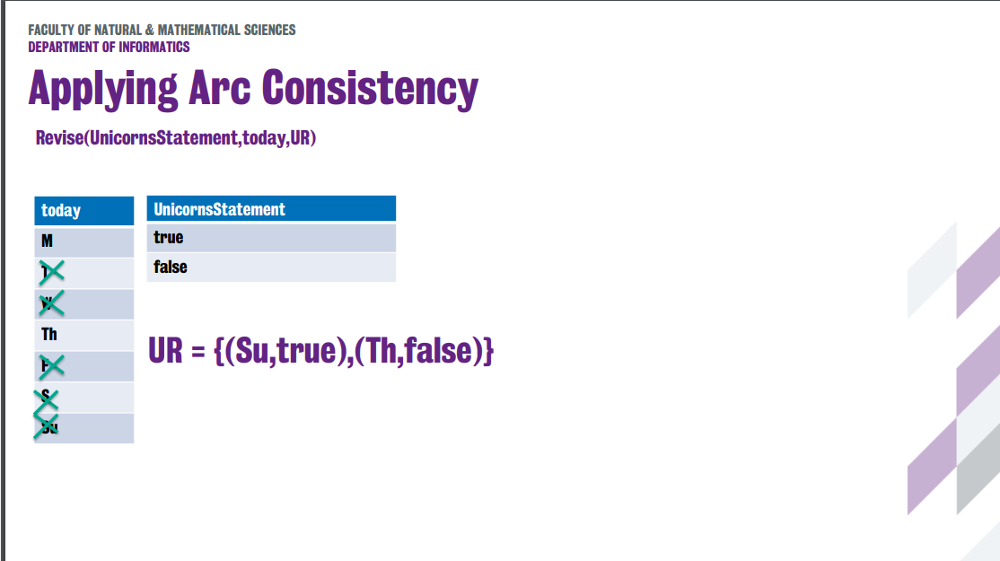 FACULTY OF NATURAL & MATHEMATICAL SCIENCES
DEPARTMENT OF INFORMATICS
Applying Arc Consistency
Revise(UnicornsStatement,today,UR)
today
M
T
W
Th
F
S
Su
UnicornsStatement
true
false
UR = {(Su,true),(Th,false)}